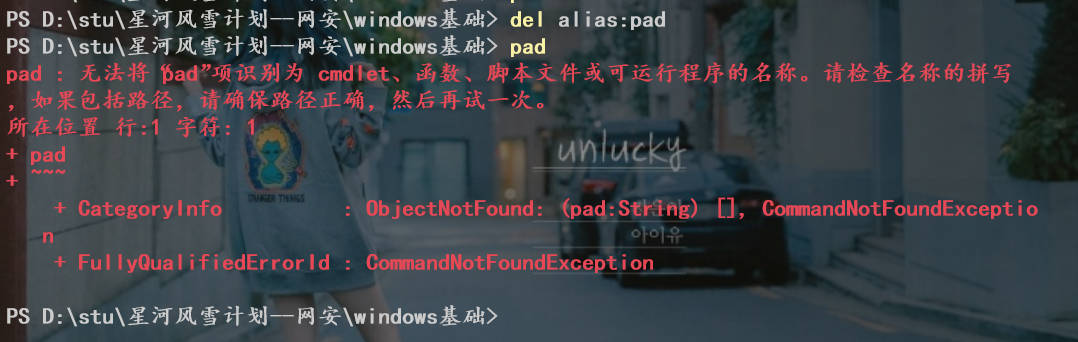 PS D:\stu\星河风雪计划--网安\windows基础> del alias:pad
PS D:\stu\星河风雪计划--网安\windows基础> pad
pad : 无法将“pad”项识别为 cmdlet、函数、脚本文件或可运行程序的名称。请检查名称的拼写
，如果包括路径，请确保路径正确，然后再试一次。
所在位置 行:1 字符: 1
+ pad
+ ~~~
    + CategoryInfo          : ObjectNotFound: (pad:String) [], CommandNotFoundExceptio
   n
    + FullyQualifiedErrorId : CommandNotFoundException
PS D:\stu\星河风雪计划--网安\windows基础>
unlucky
아이유
STRANGER THINGS